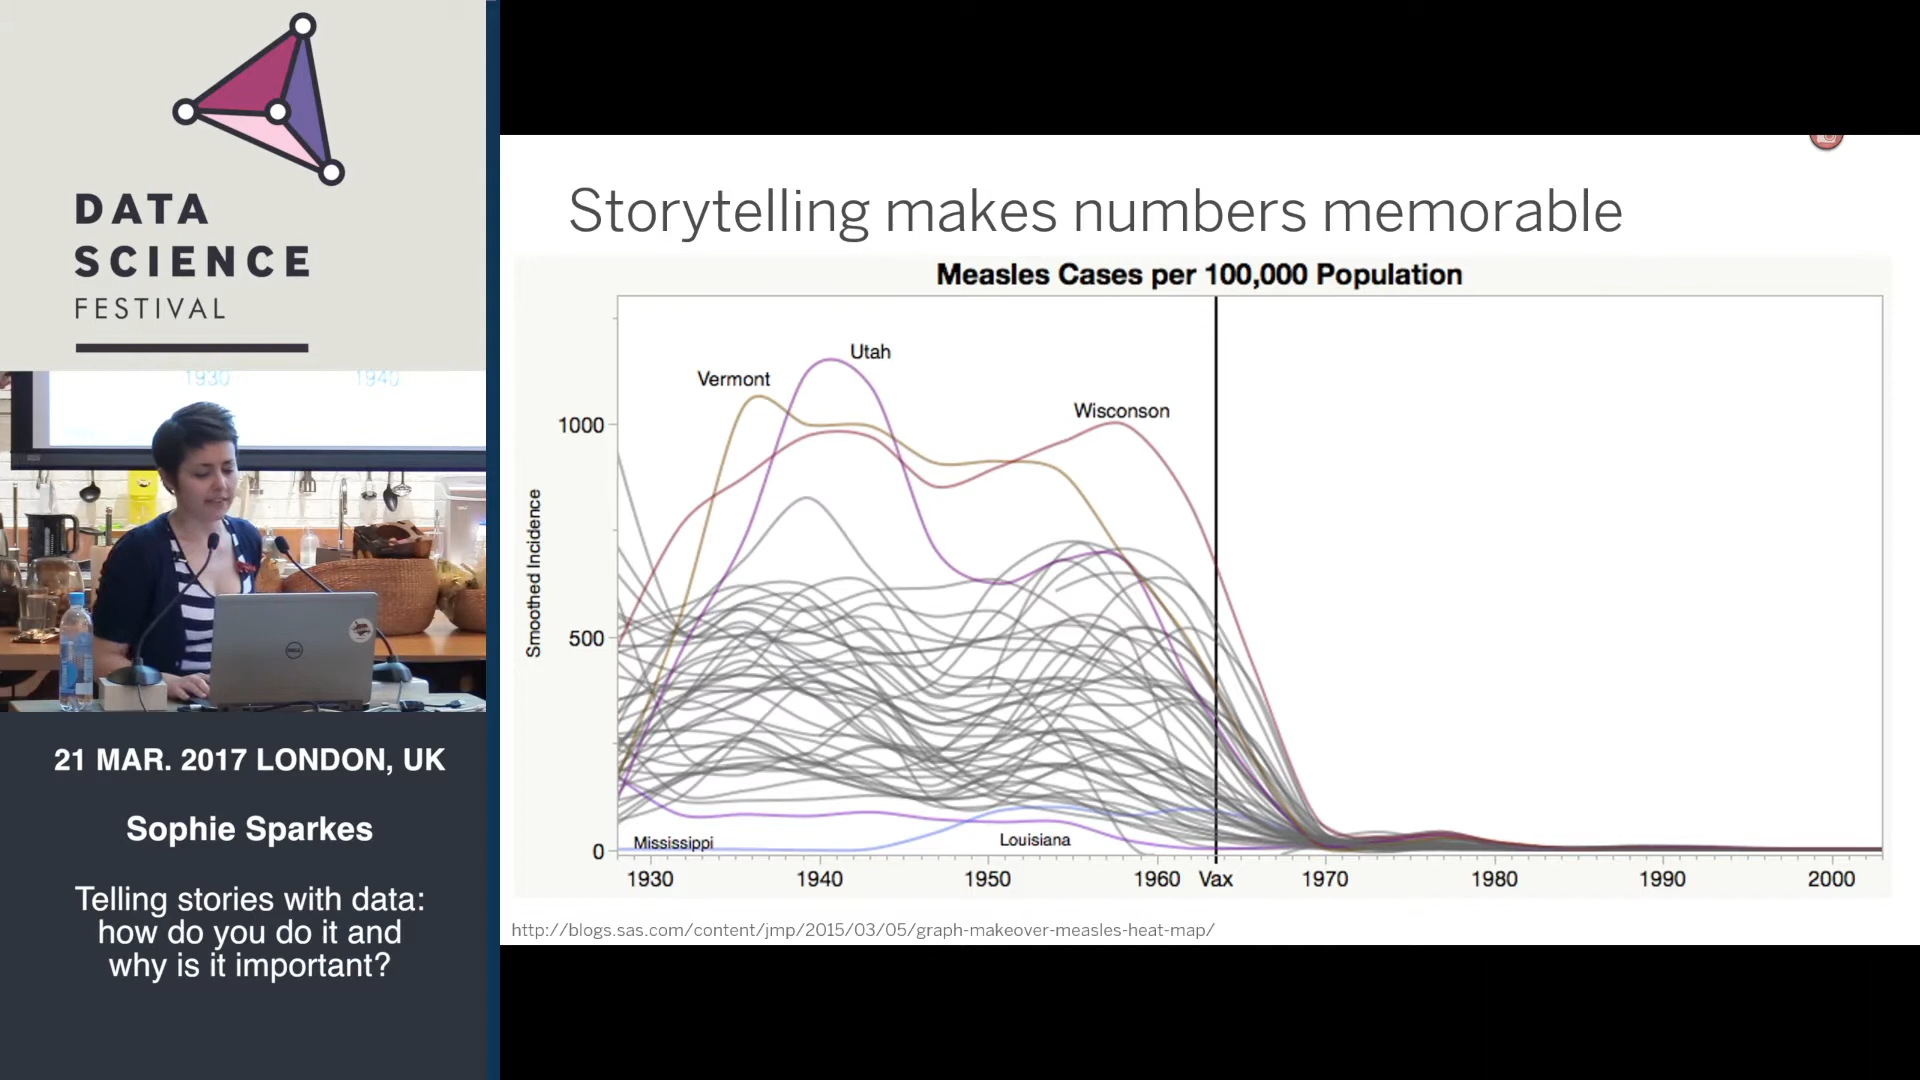 DATA
SCIENCE
FESTIVAL
1930 1940
DELL
21 MAR. 2017 LONDON, UK
Sophie Sparkes
Telling stories with data:
how do you do it and
why is it important?
Storytelling makes numbers memorable
Measles Cases per 100,000 Population
Smoothed Incidence
1000
500
0
Utah
Vermont
Wisconson
Mississippi
Louisiana
1930 1940 1950 1960 Vax 1970 1980 1990 2000
http://blogs.sas.com/content/jmp/2015/03/05/graph-makeover-measles-heat-map/